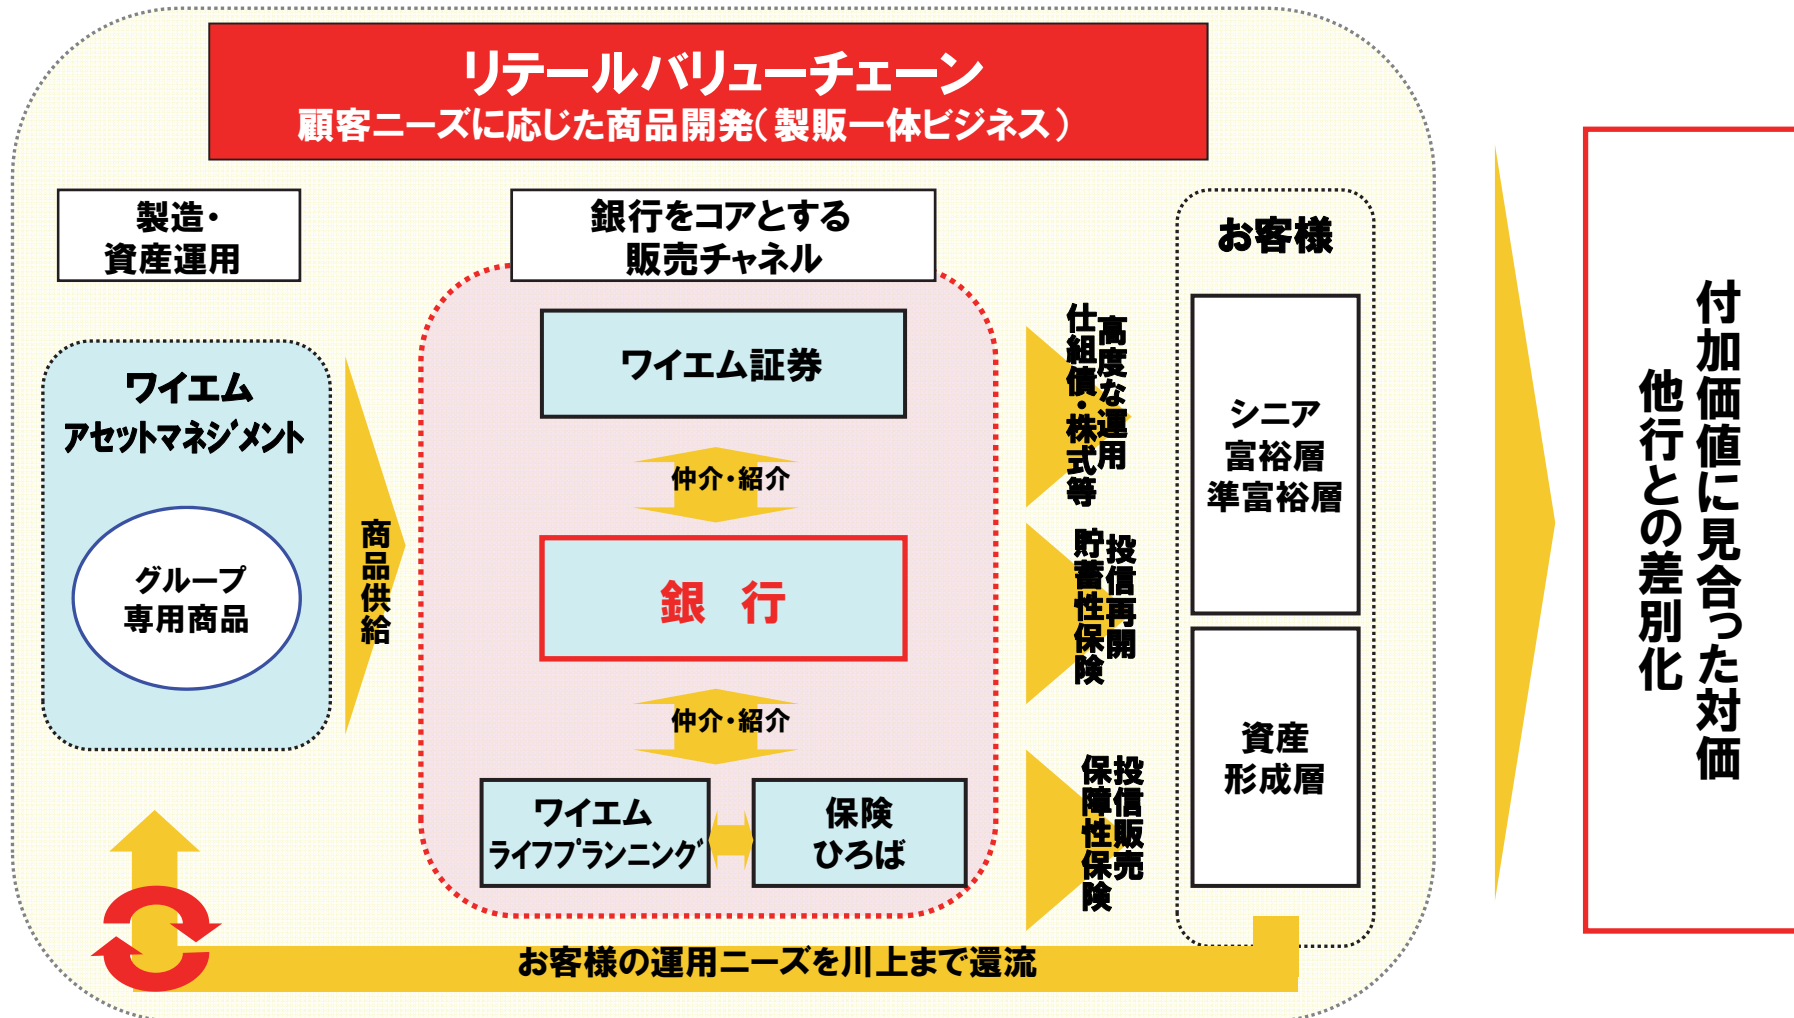 リテールバリューチェーン
顧客ニーズに応じた商品開発（製販一体ビジネス）
製造・
資産運用
ワイエム
アセットマネジメント
グループ
専用商品
商品供給
銀行をコアとする
販売チャネル
ワイエム証券
仲介・紹介
銀 行
仲介・紹介
ワイエム
ライフプランニング
保険
ひろば
高度な運用
仕組債・株式等
投信再開
貯蓄性保険
投信販売
保障性保険
お客様
シニア
富裕層
準富裕層
資産
形成層
お客様の運用ニーズを川上まで還流
付加価値に見合った対価
他行との差別化